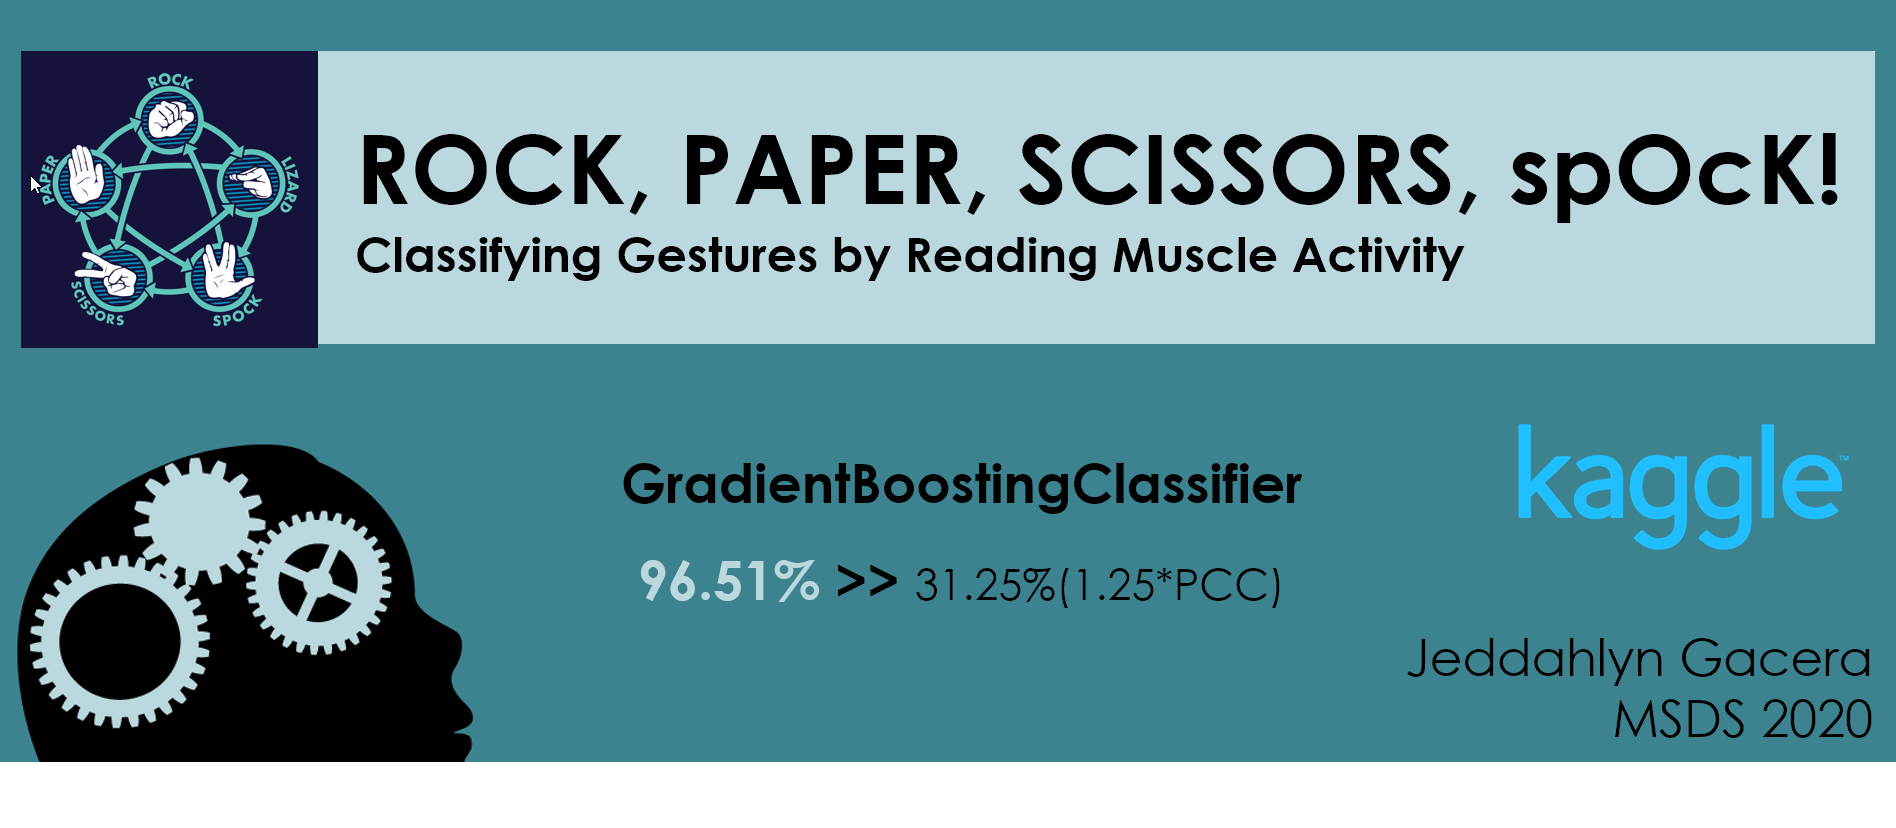 ROCK
PAPER
LIZARD
SCISSORS
SPOCK
ROCK, PAPER, SCISSORS, spOcK!
Classifying Gestures by Reading Muscle Activity
GradientBoostingClassifier
96.51% >> 31.25%(1.25*PCC)
kaggle™
Jeddahlyn Gacera
MSDS 2020